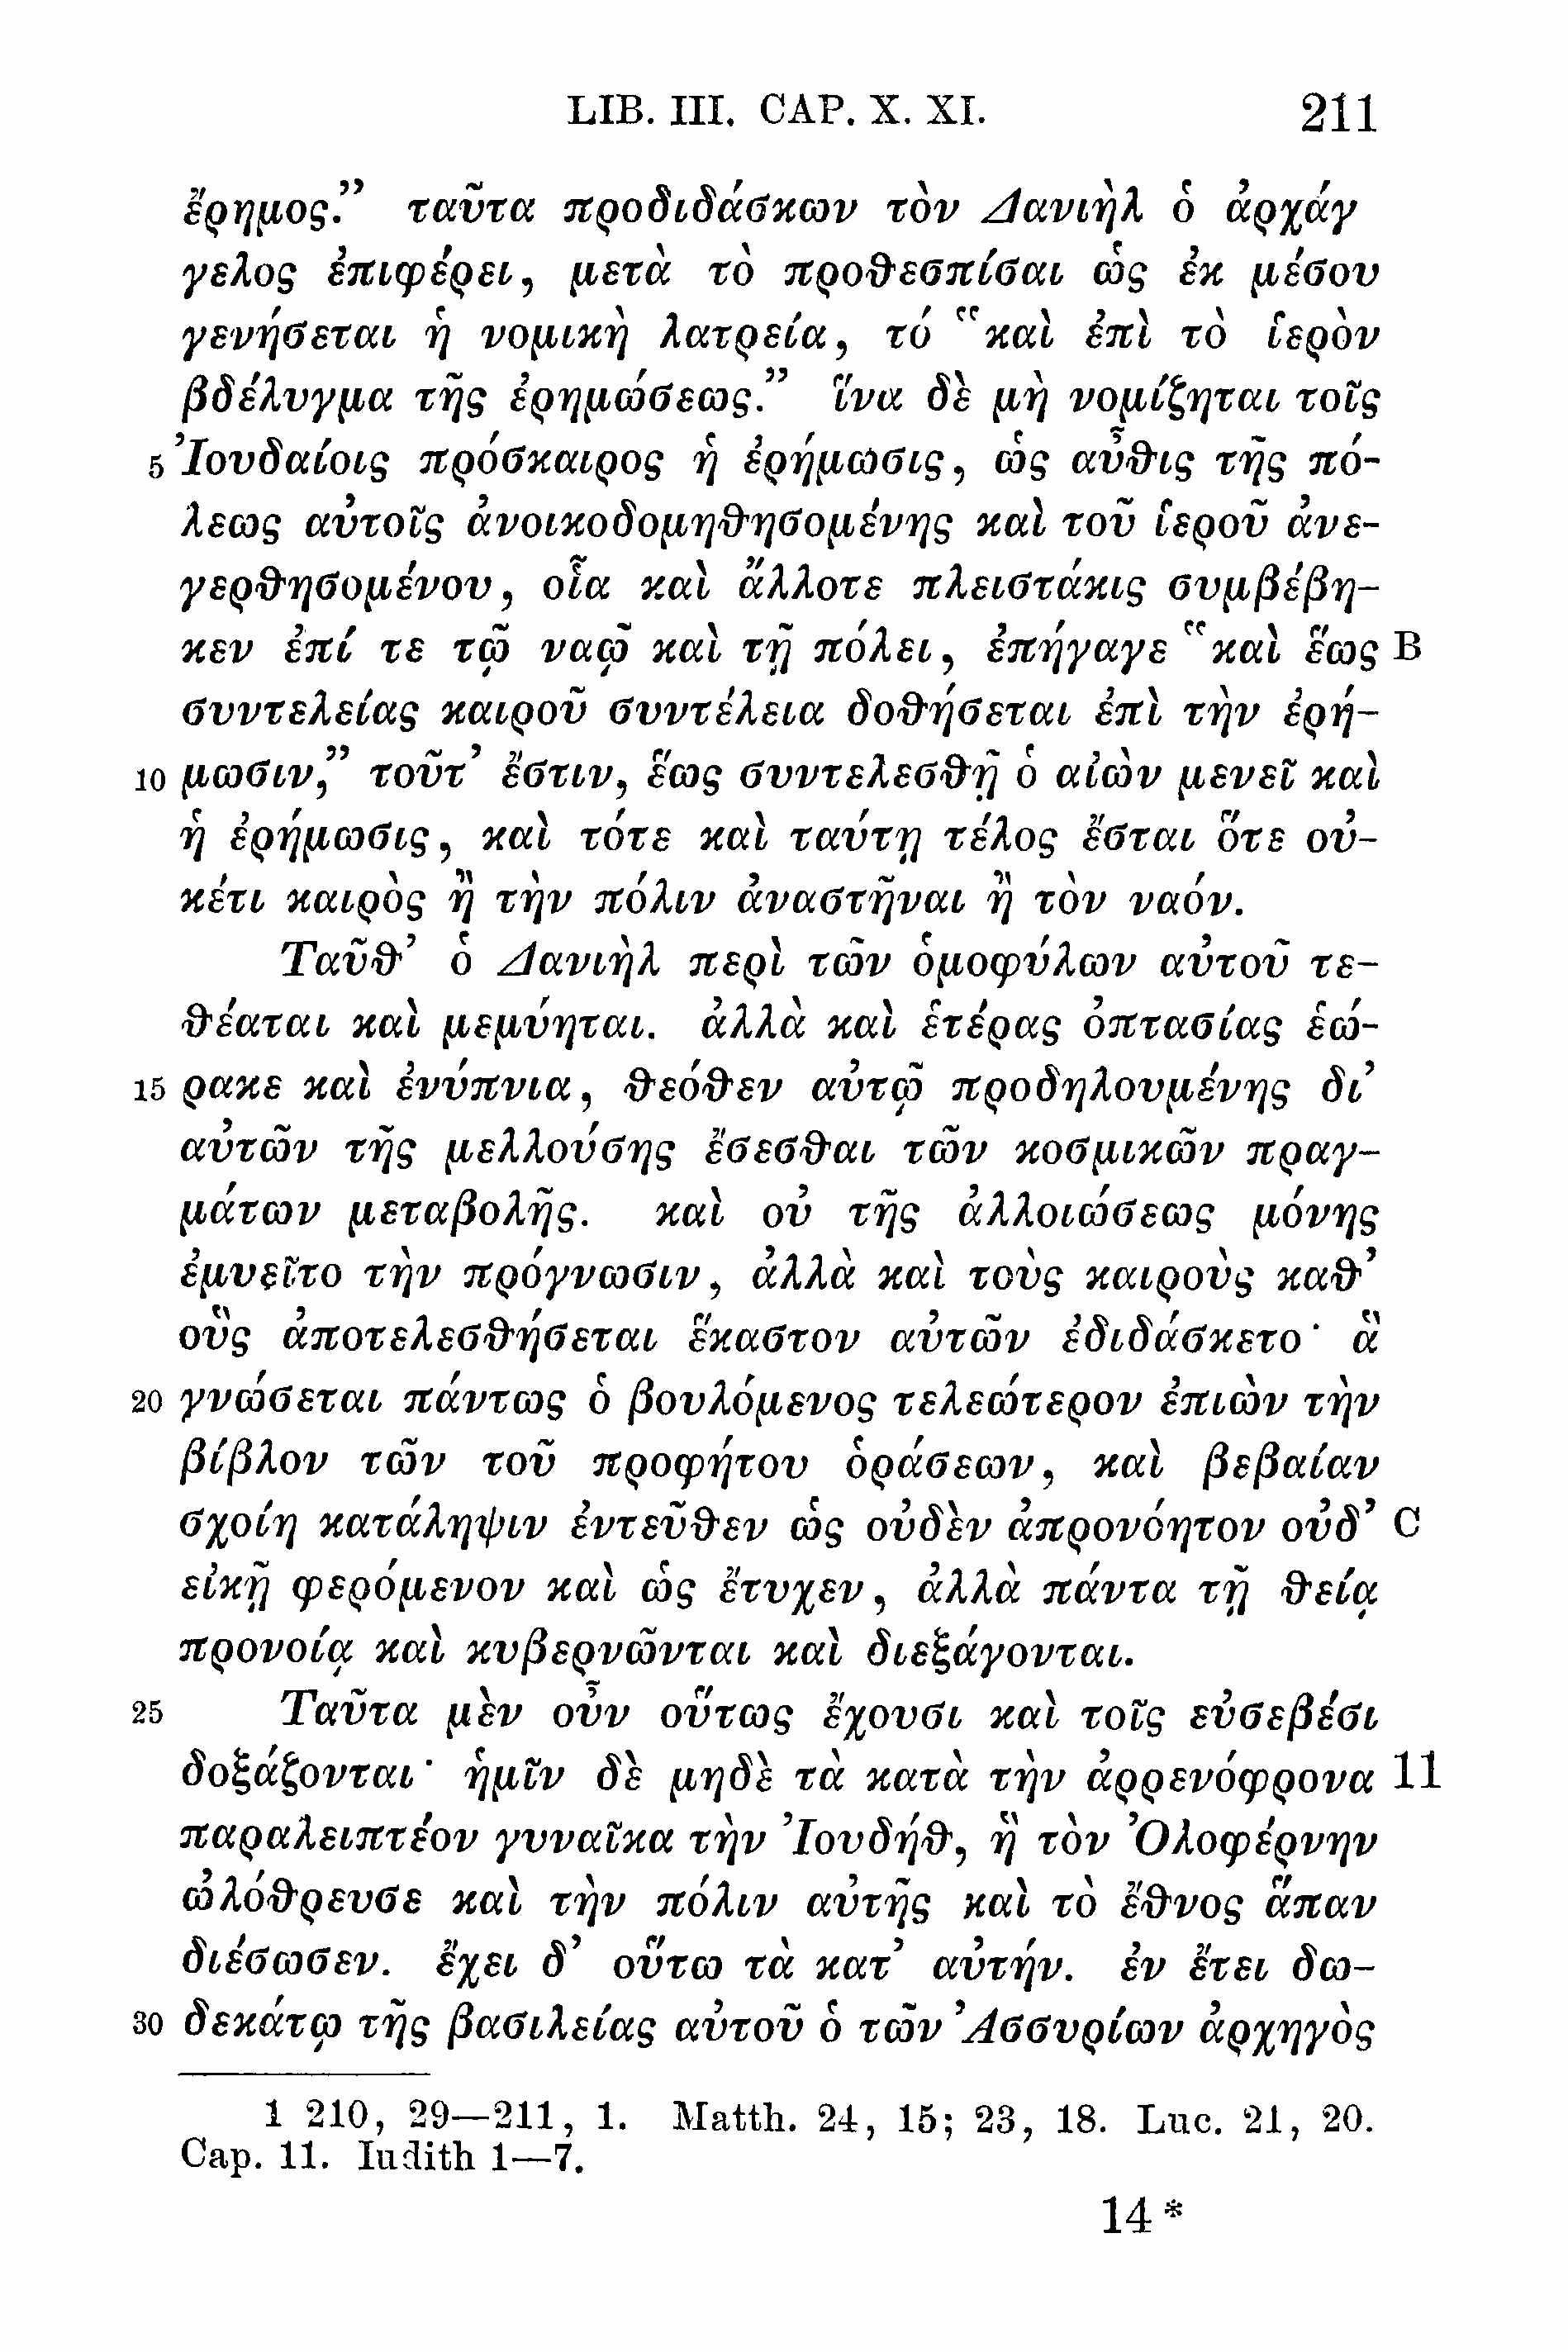 LIB. III. CAP. X. XI. 211
ἔρημος.” ταῦτα προδιδάσκων τὸν Δανιὴλ ὁ ἀρχάγ
γελος ἐπιφέρει, μετὰ τὸ προθεσπίσαι ὡς ἐκ μέσου
γενήσεται ἡ νομικὴ λατρεία, τό “καὶ ἐπὶ τὸ ἱερὸν
βδέλυγμα τῆς ἐρημώσεως.” ἵνα δὲ μὴ νομίζηται τοῖς
5 Ἰουδαίοις πρόσκαιρος ἡ ἐρήμωσις, ὡς αὖθις τῆς πό-
λεως αὐτοῖς ἀνοικοδομηθησομένης καὶ τοῦ ἱεροῦ ἀνε-
γερθησομένου, οἷα καὶ ἄλλοτε πλειστάκις συμβέβη-
κεν ἐπί τε τῷ ναῷ καὶ τῇ πόλει, ἐπήγαγε “καὶ ἕως B
συντελείας καιροῦ συντέλεια δοθήσεται ἐπὶ τὴν ἐρή-
10 μωσιν,” τοῦτ’ ἔστιν, ἕως συντελεσθῇ ὁ αἰὼν μενεῖ καὶ
ἡ ἐρήμωσις, καὶ τότε καὶ ταύτῃ τέλος ἔσται ὅτε οὐ-
κέτι καιρὸς ἢ τὴν πόλιν ἀναστῆναι ἢ τὸν ναόν.
Ταῦθ’ ὁ Δανιὴλ περὶ τῶν ὁμοφύλων αὐτοῦ τε-
θέαται καὶ μεμύηται. ἀλλὰ καὶ ἑτέρας ὀπτασίας ἑώ-
15 ρακε καὶ ἐνύπνια, θεόθεν αὐτῷ προδηλουμένης δι’
αὐτῶν τῆς μελλούσης ἔσεσθαι τῶν κοσμικῶν πραγ-
μάτων μεταβολῆς. καὶ οὐ τῆς ἀλλοιώσεως μόνης
ἐμυεῖτο τὴν πρόγνωσιν, ἀλλὰ καὶ τοὺς καιροὺς καθ’
οὓς ἀποτελεσθήσεται ἕκαστον αὐτῶν ἐδιδάσκετο· ἃ
20 γνώσεται πάντως ὁ βουλόμενος τελεώτερον ἐπιὼν τὴν
βίβλον τῶν τοῦ προφήτου ὁράσεων, καὶ βεβαίαν
σχοίη κατάληψιν ἐντεῦθεν ὡς οὐδὲν ἀπρονόητον οὐδ’ C
εἰκῇ φερόμενον καὶ ὡς ἔτυχεν, ἀλλὰ πάντα τῇ θείᾳ
προνοίᾳ καὶ κυβερνῶνται καὶ διεξάγονται.
25 Ταῦτα μὲν οὖν οὕτως ἔχουσι καὶ τοῖς εὐσεβέσι
δοξάζονται· ἡμῖν δὲ μηδὲ τὰ κατὰ τὴν ἀρρενόφρονα 11
παραλειπτέον γυναῖκα τὴν Ἰουδήθ, ἣ τὸν Ὀλοφέρνην
ὠλόθρευσε καὶ τὴν πόλιν αὐτῆς καὶ τὸ ἔθνος ἅπαν
διέσωσεν. ἔχει δ’ οὕτω τὰ κατ’ αὐτήν. ἐν ἔτει δω-
30 δεκάτῳ τῆς βασιλείας αὐτοῦ ὁ τῶν Ἀσσυρίων ἀρχηγὸς
1 210, 29—211, 1. Matth. 24, 15; 23, 18. Luc. 21, 20.
Cap. 11. Iudith 1—7.
14*